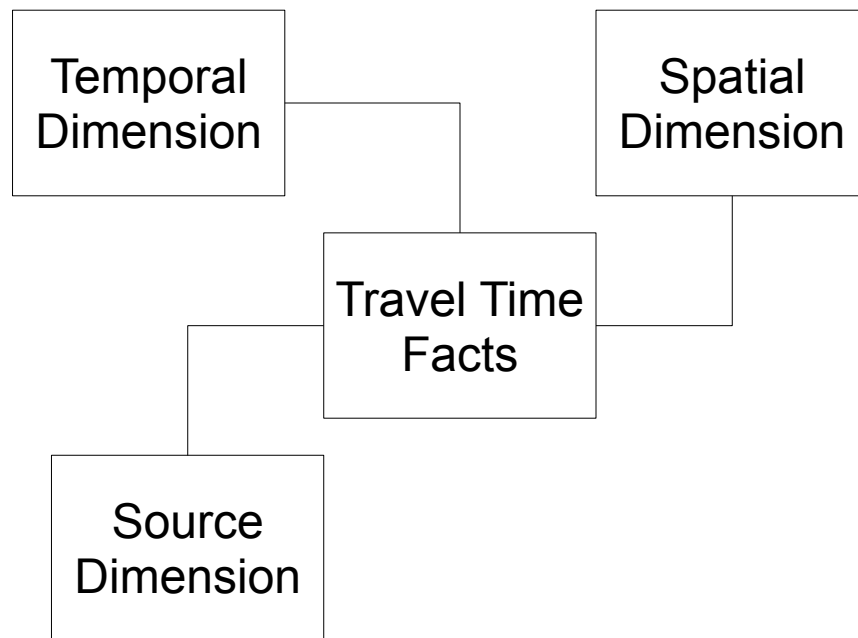 Temporal
Dimension
Spatial
Dimension
Travel Time
Facts
Source
Dimension